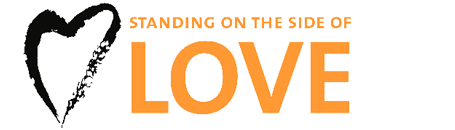 STANDING ON THE SIDE OF
LOVE